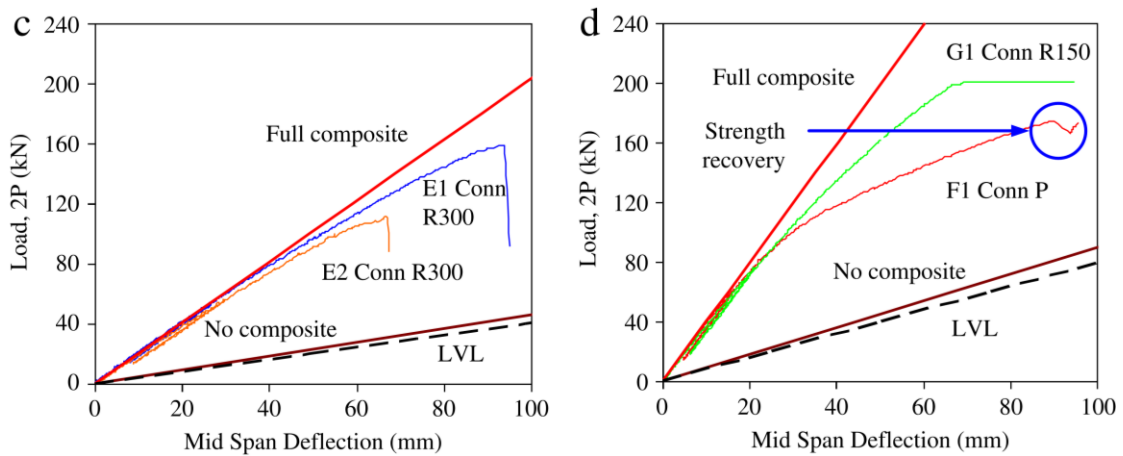 c
240
200
160
120
80
40
0
Load, 2P (kN)
Full composite
E1 Conn
R300
E2 Conn R300
No composite
LVL
0 20 40 60 80 100
Mid Span Deflection (mm)
d
240
200
160
120
80
40
0
Load, 2P (kN)
G1 Conn R150
Full composite
Strength
recovery
F1 Conn P
No composite
LVL
0 20 40 60 80 100
Mid Span Deflection (mm)